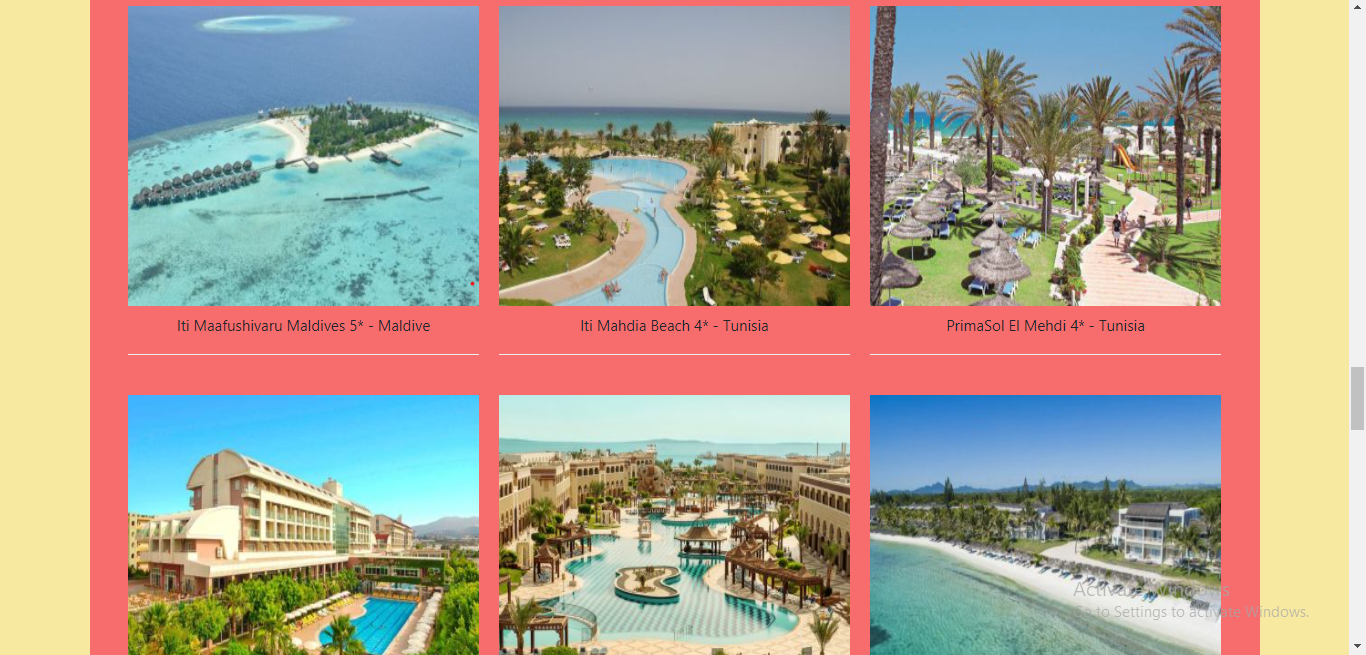 Iti Maafushivaru Maldives 5* - Maldive
Iti Mahdia Beach 4* - Tunisia
PrimaSol El Mehdi 4* - Tunisia
Activate Windows
Go to Settings to activate Windows.